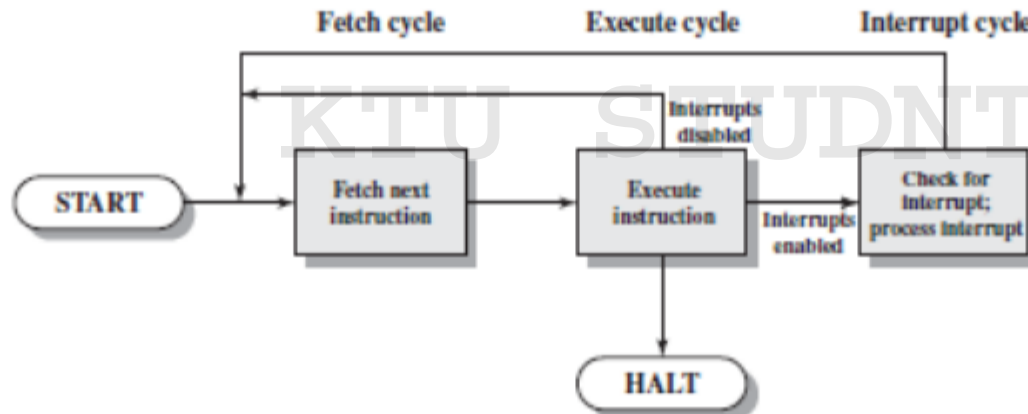 Fetch cycle
Execute cycle
Interrupt cycle
KTU STUDNT
Interrupts
disabled
START
Fetch next
instruction
Execute
instruction
Interrupts
enabled
Check for
interrupt;
process interrupt
HALT